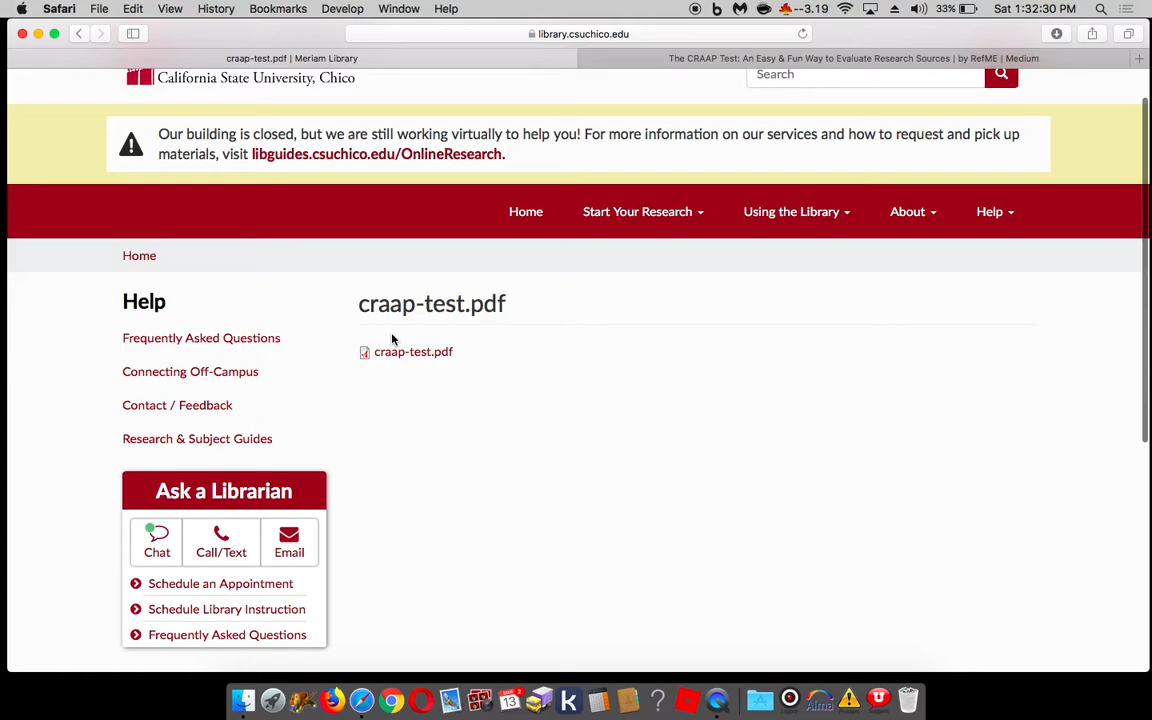 Safari File Edit View History Bookmarks Develop Window Help --3.19 33% Sat 1:32:30 PM
library.csuchico.edu
craap-test.pdf | Meriam Library
The CRAAP Test: An Easy & Fun Way to Evaluate Research Sources | by RefME | Medium
California State University, Chico
Search
Our building is closed, but we are still working virtually to help you! For more information on our services and how to request and pick up
materials, visit libguides.csuchico.edu/OnlineResearch.
Home Start Your Research Using the Library About Help
Home
Help
Frequently Asked Questions
Connecting Off-Campus
Contact / Feedback
Research & Subject Guides
craap-test.pdf
craap-test.pdf
Ask a Librarian
Chat Call/Text Email
Schedule an Appointment
Schedule Library Instruction
Frequently Asked Questions